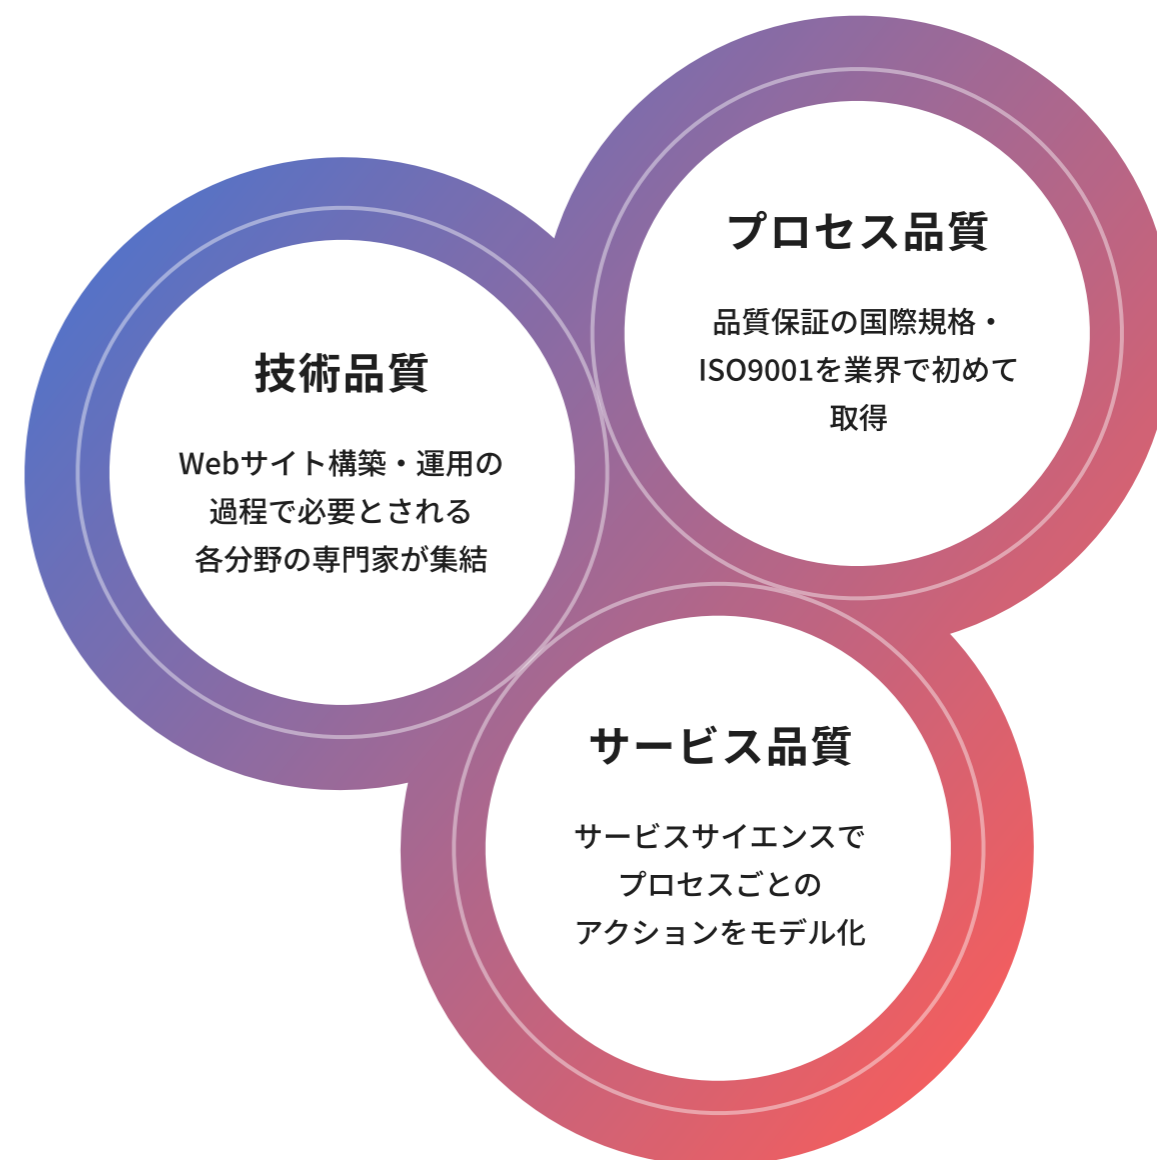 技術品質
Webサイト構築・運用の
過程で必要とされる
各分野の専門家が集結
プロセス品質
品質保証の国際規格・
ISO9001を業界で初めて
取得
サービス品質
サービスサイエンスで
プロセスごとの
アクションをモデル化